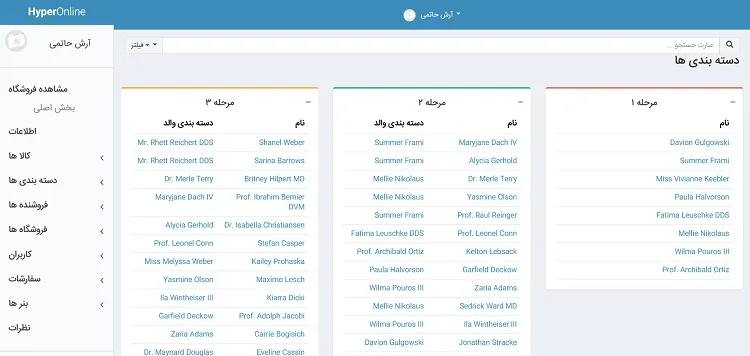 HyperOnline
آرش حاتمی
آرش حاتمی
مشاهده فروشگاه
بخش اصلی
اطلاعات
کالا ها
دسته بندی ها
فروشنده ها
فروشگاه ها
کاربران
سفارشات
بنر ها
نظرات
عبارت جستجو ...
فیلتر
دسته بندی ها
مرحله ۱
نام
Davion Gulgowski
Summer Frami
Miss Vivianne Keebler
Paula Halvorson
Fatima Leuschke DDS
Mellie Nikolaus
Wilma Pouros III
Prof. Archibald Ortiz
مرحله ۲
نام دسته بندی والد
Maryjane Dach IV Summer Frami
Alycia Gerhold Summer Frami
Dr. Merle Terry Mellie Nikolaus
Yasmine Olson Mellie Nikolaus
Prof. Raul Reinger Summer Frami
Prof. Leonel Conn Fatima Leuschke DDS
Kelton Lebsack Prof. Archibald Ortiz
Garfield Deckow Paula Halvorson
Zaria Adams Wilma Pouros III
Sedrick Ward MD Mellie Nikolaus
Ila Wintheiser III Wilma Pouros III
Jonathan Stracke Davion Gulgowski
مرحله ۳
نام دسته بندی والد
Shanel Weber Mr. Rhett Reichert DDS
Sarina Barrows Mr. Rhett Reichert DDS
Britney Hilpert MD Dr. Merle Terry
Prof. Ibrahim Bernier Maryjane Dach IV
DVM
Dr. Isabella Christiansen Alycia Gerhold
Stefan Casper Prof. Leonel Conn
Kailey Prohaska Miss Melyssa Weber
Maximo Lesch Yasmine Olson
Kiarra Dicki Ila Wintheiser III
Prof. Adolph Jacobi Garfield Deckow
Carrie Bogisich Zaria Adams
Eveline Cassin Dr. Maynard Douglas